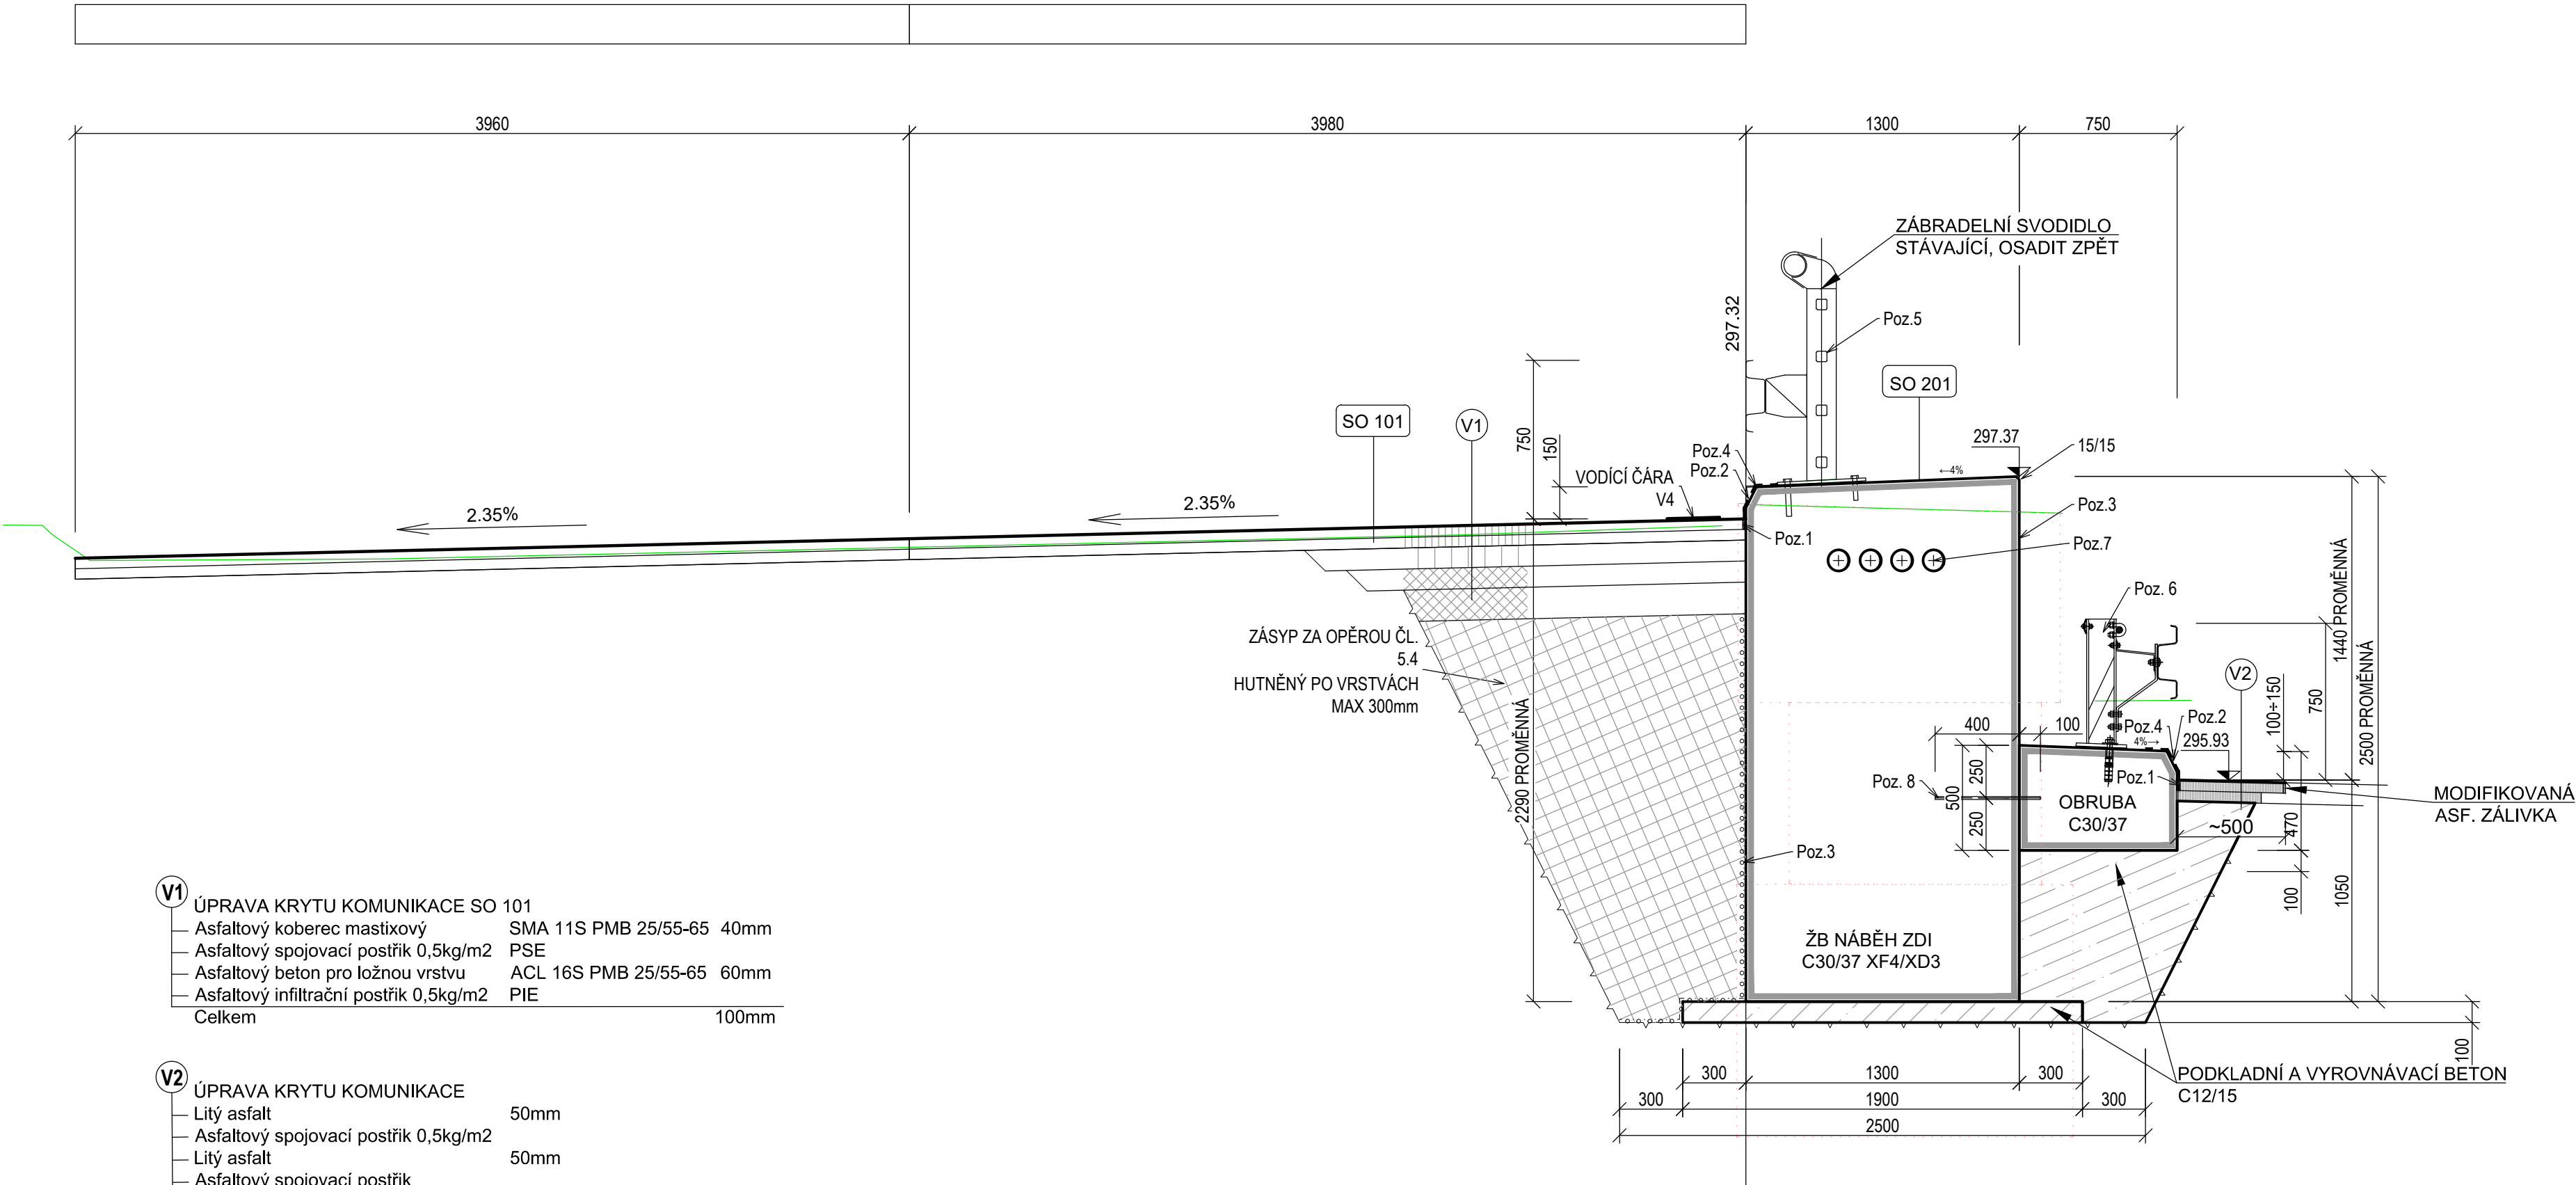 3960
3980
1300
750
ZÁBRADELNÍ SVODIDLO
STÁVAJÍCÍ, OSADIT ZPĚT
297.32
Poz.5
SO 201
SO 101
V1
750
150
297.37
15/15
Poz.4
Poz.2
←4%
VODÍCÍ ČÁRA
V4
2.35%
2.35%
Poz.3
Poz.1
Poz.7
1440 PROMĚNNÁ
2500 PROMĚNNÁ
Poz. 6
ZÁSYP ZA OPĚROU ČL.
5.4
HUTNĚNÝ PO VRSTVÁCH
MAX 300mm
2290 PROMĚNNÁ
V2
750
100÷150
400
100
Poz.4
Poz.2
4%→
295.93
Poz.1
Poz. 8
250
500
250
OBRUBA
C30/37
~500
470
MODIFIKOVANÁ
ASF. ZÁLIVKA
Poz.3
100
1050
ŽB NÁBĚH ZDI
C30/37 XF4/XD3
100
300
1300
300
300
1900
300
2500
PODKLADNÍ A VYROVNÁVACÍ BETON
C12/15
V1
ÚPRAVA KRYTU KOMUNIKACE SO 101
Asfaltový koberec mastixový SMA 11S PMB 25/55-65 40mm
Asfaltový spojovací postřik 0,5kg/m2 PSE
Asfaltový beton pro ložnou vrstvu ACL 16S PMB 25/55-65 60mm
Asfaltový infiltrační postřik 0,5kg/m2 PIE
Celkem 100mm
V2
ÚPRAVA KRYTU KOMUNIKACE
Litý asfalt 50mm
Asfaltový spojovací postřik 0,5kg/m2
Litý asfalt 50mm
Asfaltový spojovací postřik